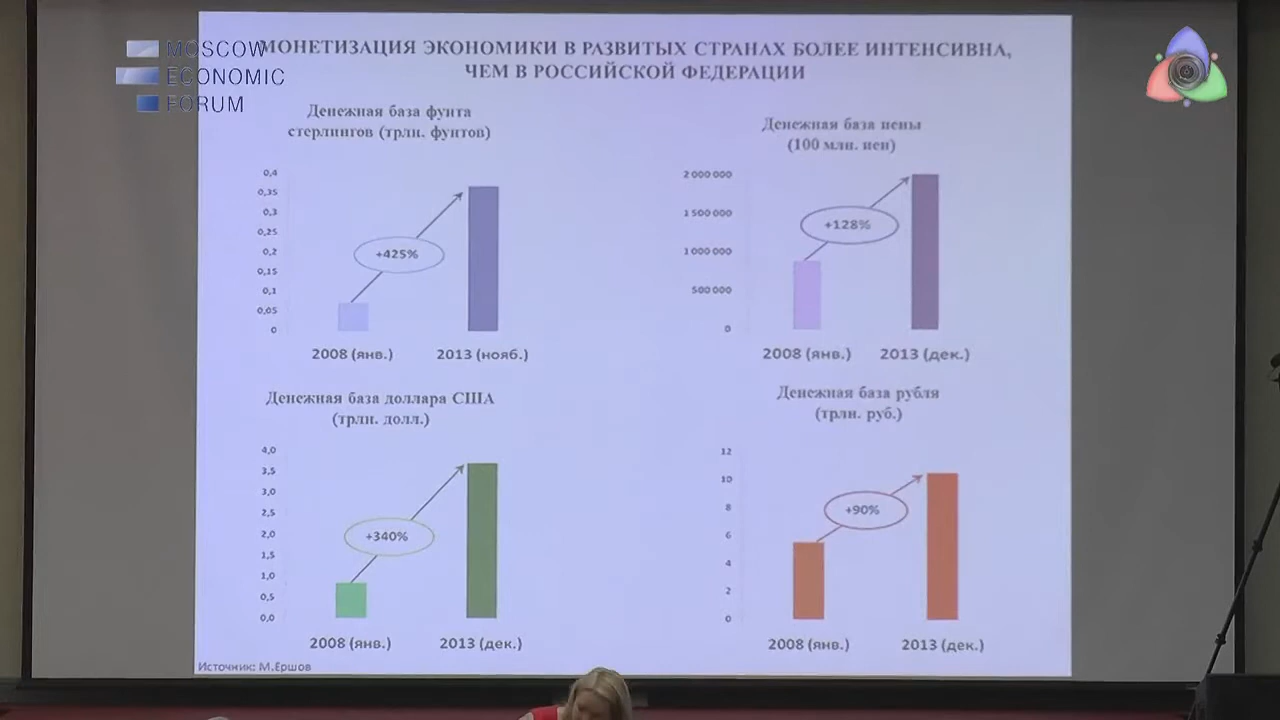 MOSCOW
ECONOMIC
FORUM
МОНЕТИЗАЦИЯ ЭКОНОМИКИ В РАЗВИТЫХ СТРАНАХ БОЛЕЕ ИНТЕНСИВНА,
ЧЕМ В РОССИЙСКОЙ ФЕДЕРАЦИИ
Денежная база фунта
стерлингов (трлн. фунтов)
0,4
0,35
0,3
0,25
0,2
0,15
0,1
0,05
0
+425%
2008 (янв.)
2013 (нояб.)
Денежная база иены
(100 млн. иен)
2 000 000
1 500 000
1 000 000
500 000
0
+128%
2008 (янв.)
2013 (дек.)
Денежная база доллара США
(трлн. долл.)
4,0
3,5
3,0
2,5
2,0
1,5
1,0
0,5
0,0
+340%
2008 (янв.)
2013 (дек.)
Денежная база рубля
(трлн. руб.)
12
10
8
6
4
2
0
+90%
2008 (янв.)
2013 (дек.)
Источник: М.Ершов